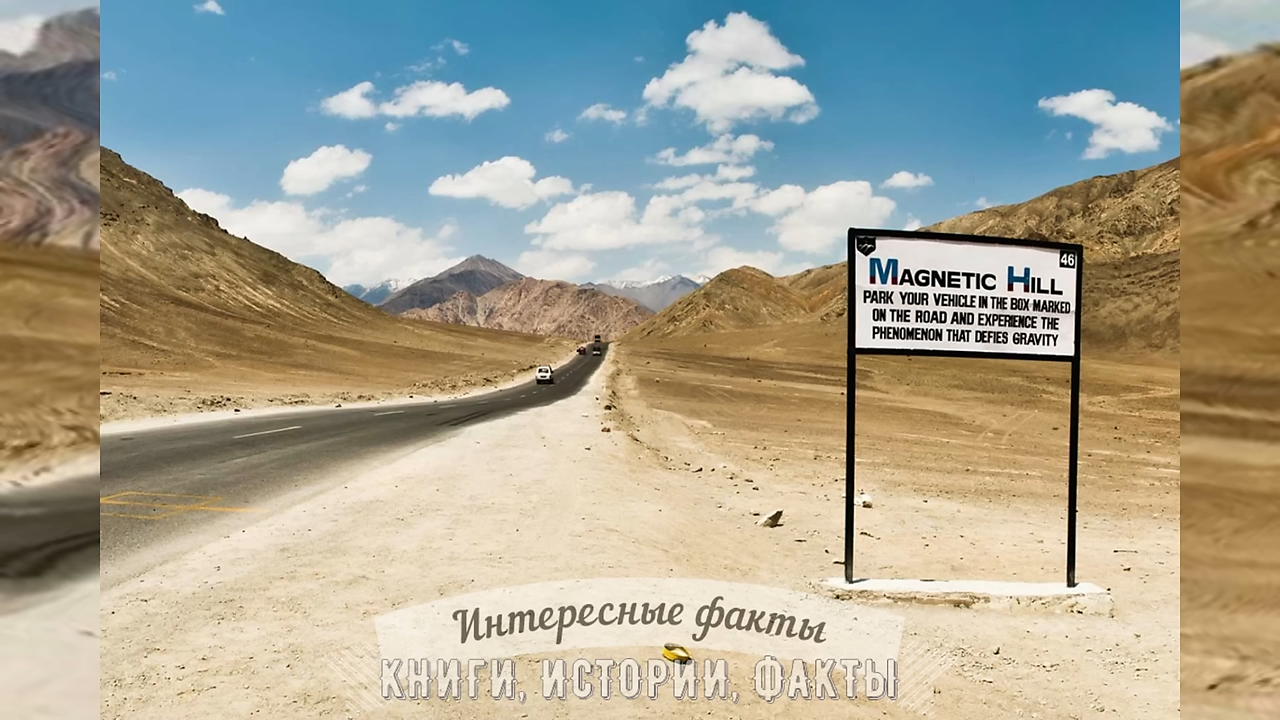 46
MAGNETIC HILL
PARK YOUR VEHICLE IN THE BOX MARKED
ON THE ROAD AND EXPERIENCE THE
PHENOMENON THAT DEFIES GRAVITY
Интересные факты
КНИГИ, ИСТОРИИ, ФАКТЫ